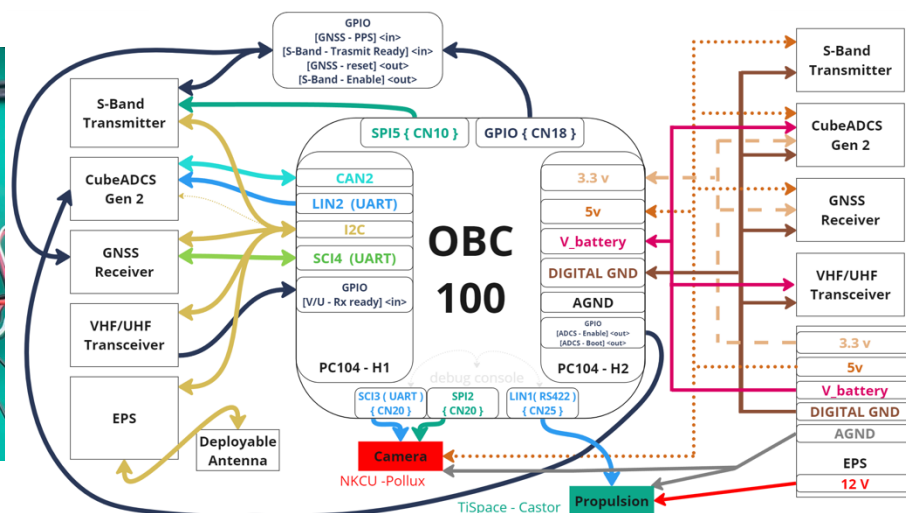 GPIO
[GNSS - PPS] <in>
[S-Band - Trasmit Ready] <in>
[GNSS - reset] <out>
[S-Band - Enable] <out>
S-Band
Transmitter
CubeADCS
Gen 2
GNSS
Receiver
VHF/UHF
Transceiver
EPS
Deployable
Antenna
SPI5 { CN10 }
GPIO { CN18 }
CAN2
LIN2 (UART)
I2C
SCI4 (UART)
GPIO
[V/U - Rx ready] <in>
PC104 - H1
OBC
100
3.3 v
5v
V_battery
DIGITAL GND
AGND
GPIO
[ADCS - Enable] <out>
[ADCS - Boot] <out>
PC104 - H2
debug console
SCI3 ( UART )
{ CN20 }
SPI2
{ CN20 }
LIN1( RS422 )
{ CN25 }
Camera
NKCU -Pollux
TiSpace - Castor
Propulsion
S-Band
Transmitter
CubeADCS
Gen 2
GNSS
Receiver
VHF/UHF
Transceiver
3.3 v
5v
V_battery
DIGITAL GND
AGND
EPS
12 V